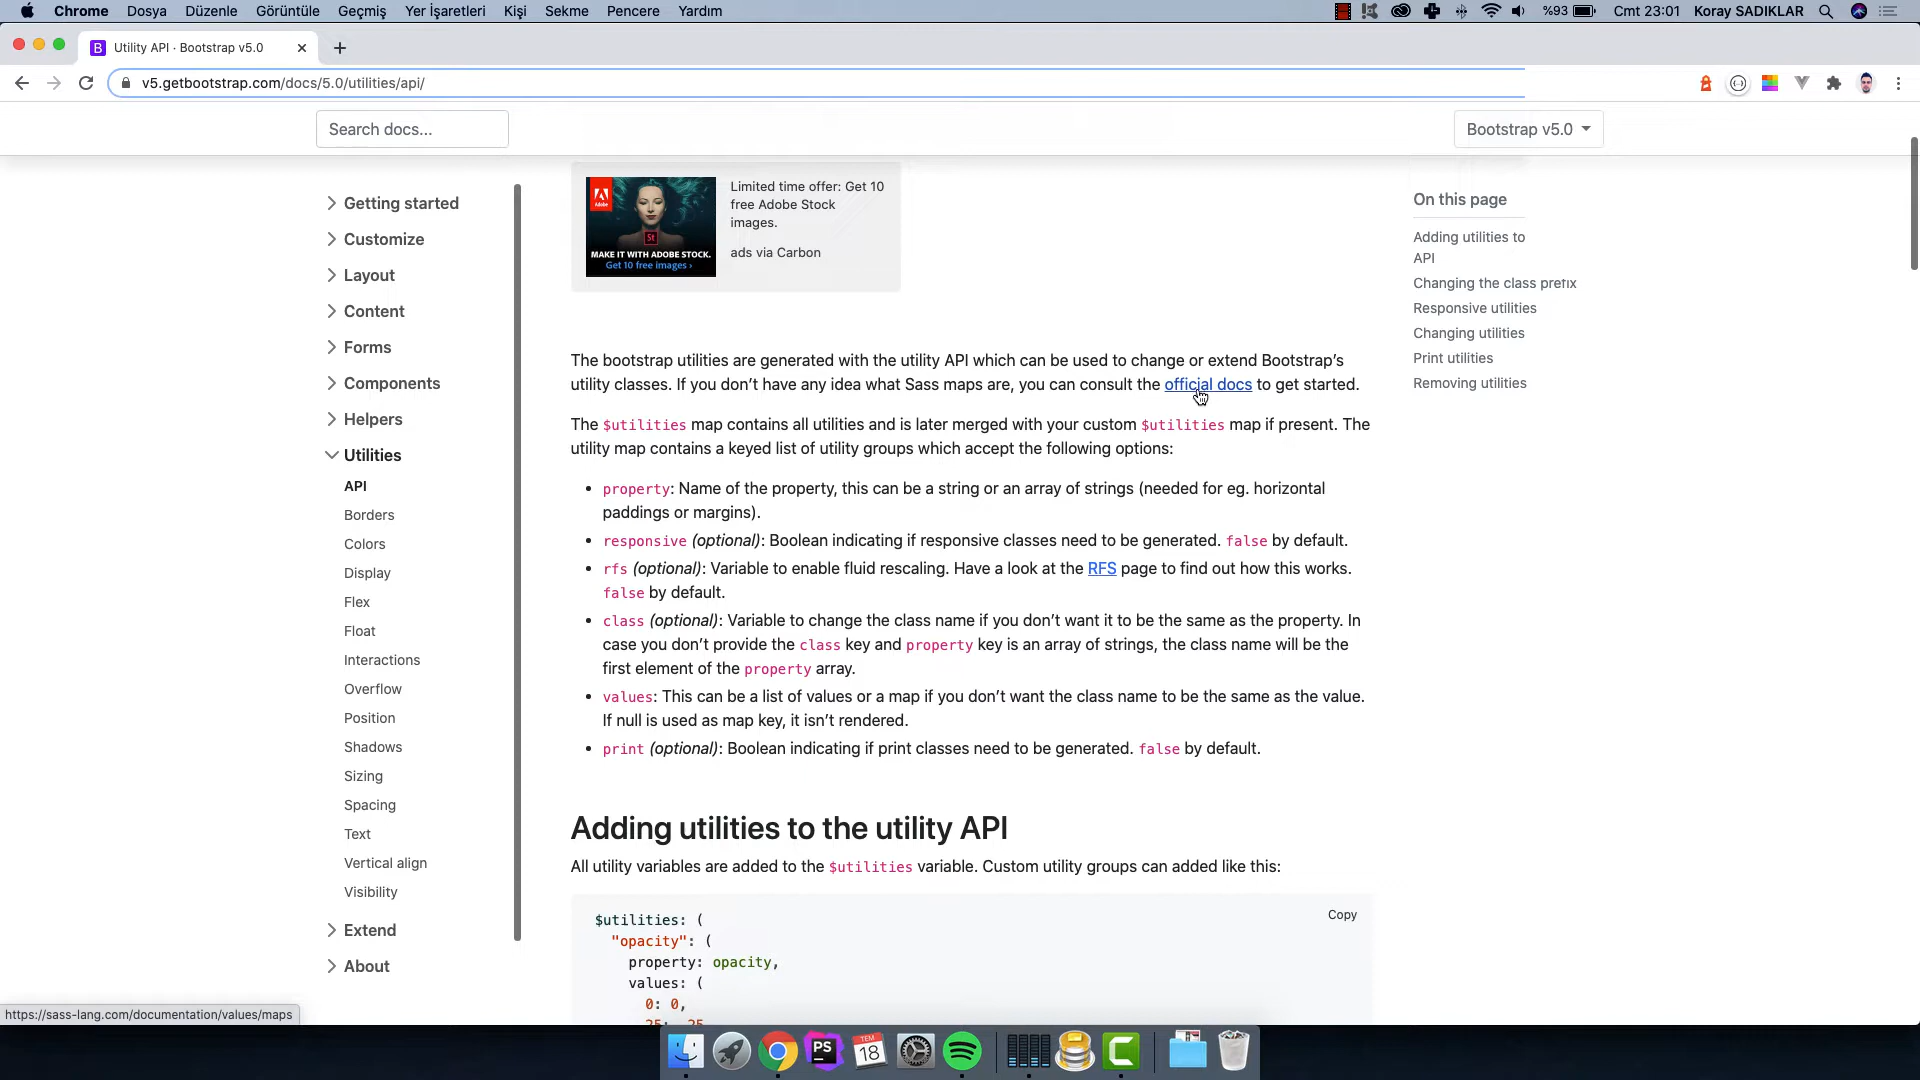 Chrome Dosya Düzenle Görüntüle Geçmiş Yer İşaretleri Kişi Sekme Pencere Yardım %93 Cmt 23:01 Koray SADIKLAR
Utility API · Bootstrap v5.0
v5.getbootstrap.com/docs/5.0/utilities/api/
Search docs...
Bootstrap v5.0
Getting started
Customize
Layout
Content
Forms
Components
Helpers
Utilities
API
Borders
Colors
Display
Flex
Float
Interactions
Overflow
Position
Shadows
Sizing
Spacing
Text
Vertical align
Visibility
Extend
About
Adobe
St
MAKE IT WITH ADOBE STOCK.
Get 10 free images ›
Limited time offer: Get 10
free Adobe Stock
images.
ads via Carbon
The bootstrap utilities are generated with the utility API which can be used to change or extend Bootstrap’s
utility classes. If you don’t have any idea what Sass maps are, you can consult the official docs to get started.
The $utilities map contains all utilities and is later merged with your custom $utilities map if present. The
utility map contains a keyed list of utility groups which accept the following options:
• property: Name of the property, this can be a string or an array of strings (needed for eg. horizontal
paddings or margins).
• responsive (optional): Boolean indicating if responsive classes need to be generated. false by default.
• rfs (optional): Variable to enable fluid rescaling. Have a look at the RFS page to find out how this works.
false by default.
• class (optional): Variable to change the class name if you don’t want it to be the same as the property. In
case you don’t provide the class key and property key is an array of strings, the class name will be the
first element of the property array.
• values: This can be a list of values or a map if you don’t want the class name to be the same as the value.
If null is used as map key, it isn’t rendered.
• print (optional): Boolean indicating if print classes need to be generated. false by default.
Adding utilities to the utility API
All utility variables are added to the $utilities variable. Custom utility groups can added like this:
Copy
$utilities: (
"opacity": (
property: opacity,
values: (
0: 0,
25: .25
On this page
Adding utilities to
API
Changing the class prefix
Responsive utilities
Changing utilities
Print utilities
Removing utilities
https://sass-lang.com/documentation/values/maps
PS
TEM
18